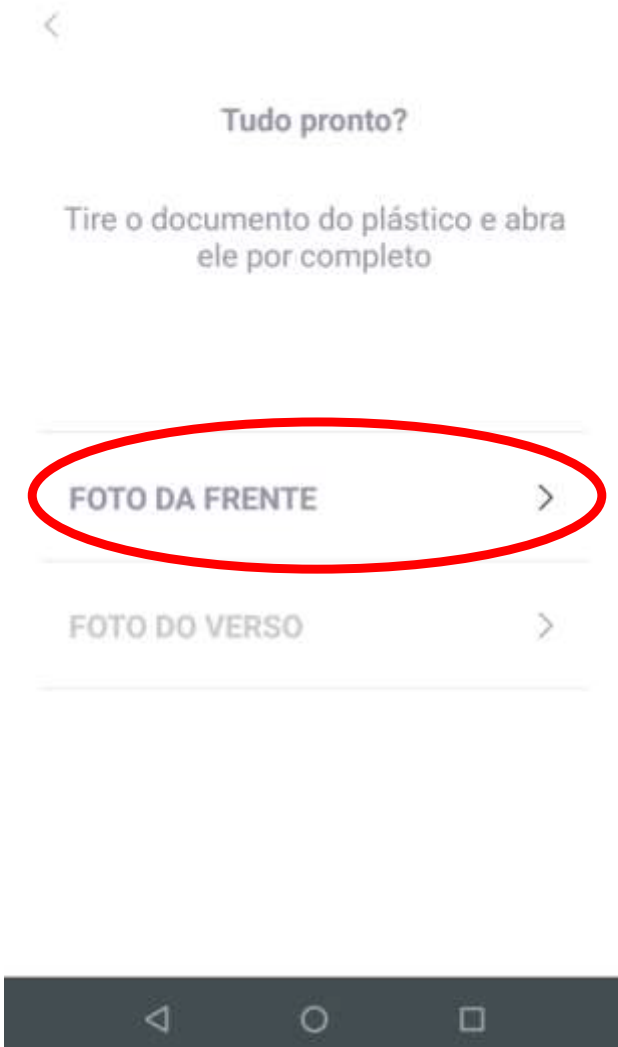 Tudo pronto?
Tire o documento do plástico e abra
ele por completo
FOTO DA FRENTE
FOTO DO VERSO